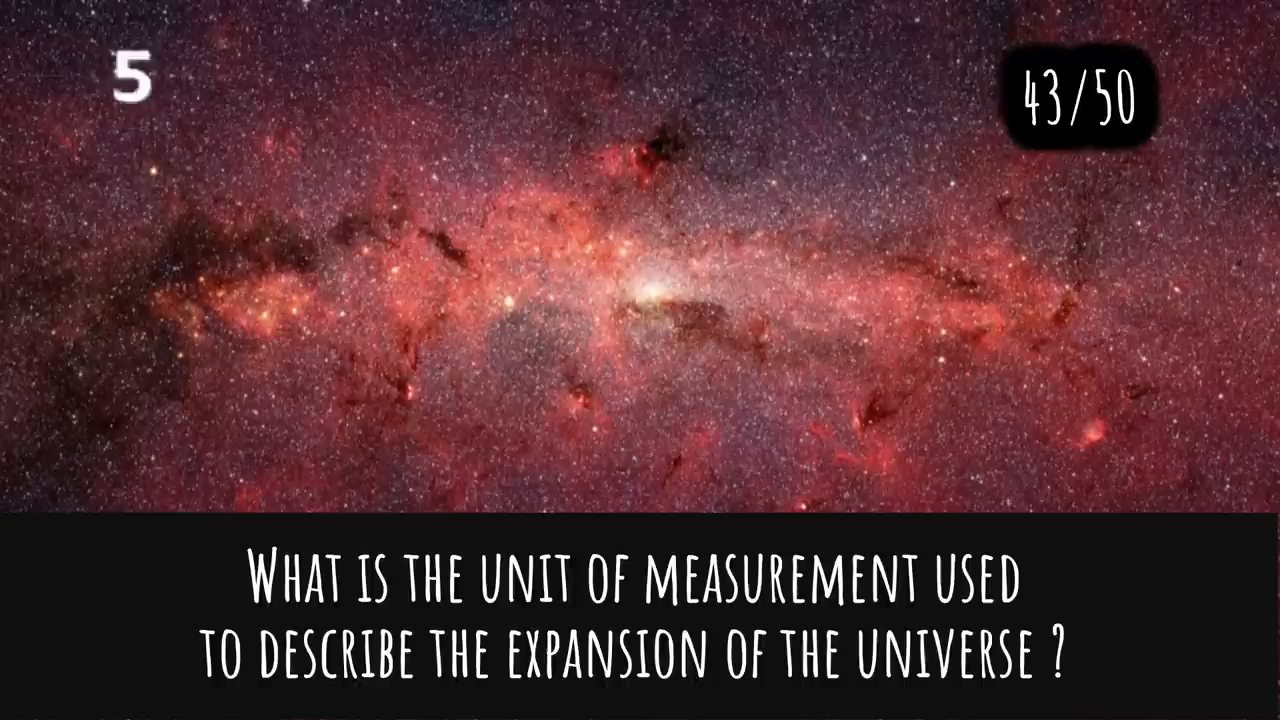 5
43/50
What is the unit of measurement used
to describe the expansion of the universe ?